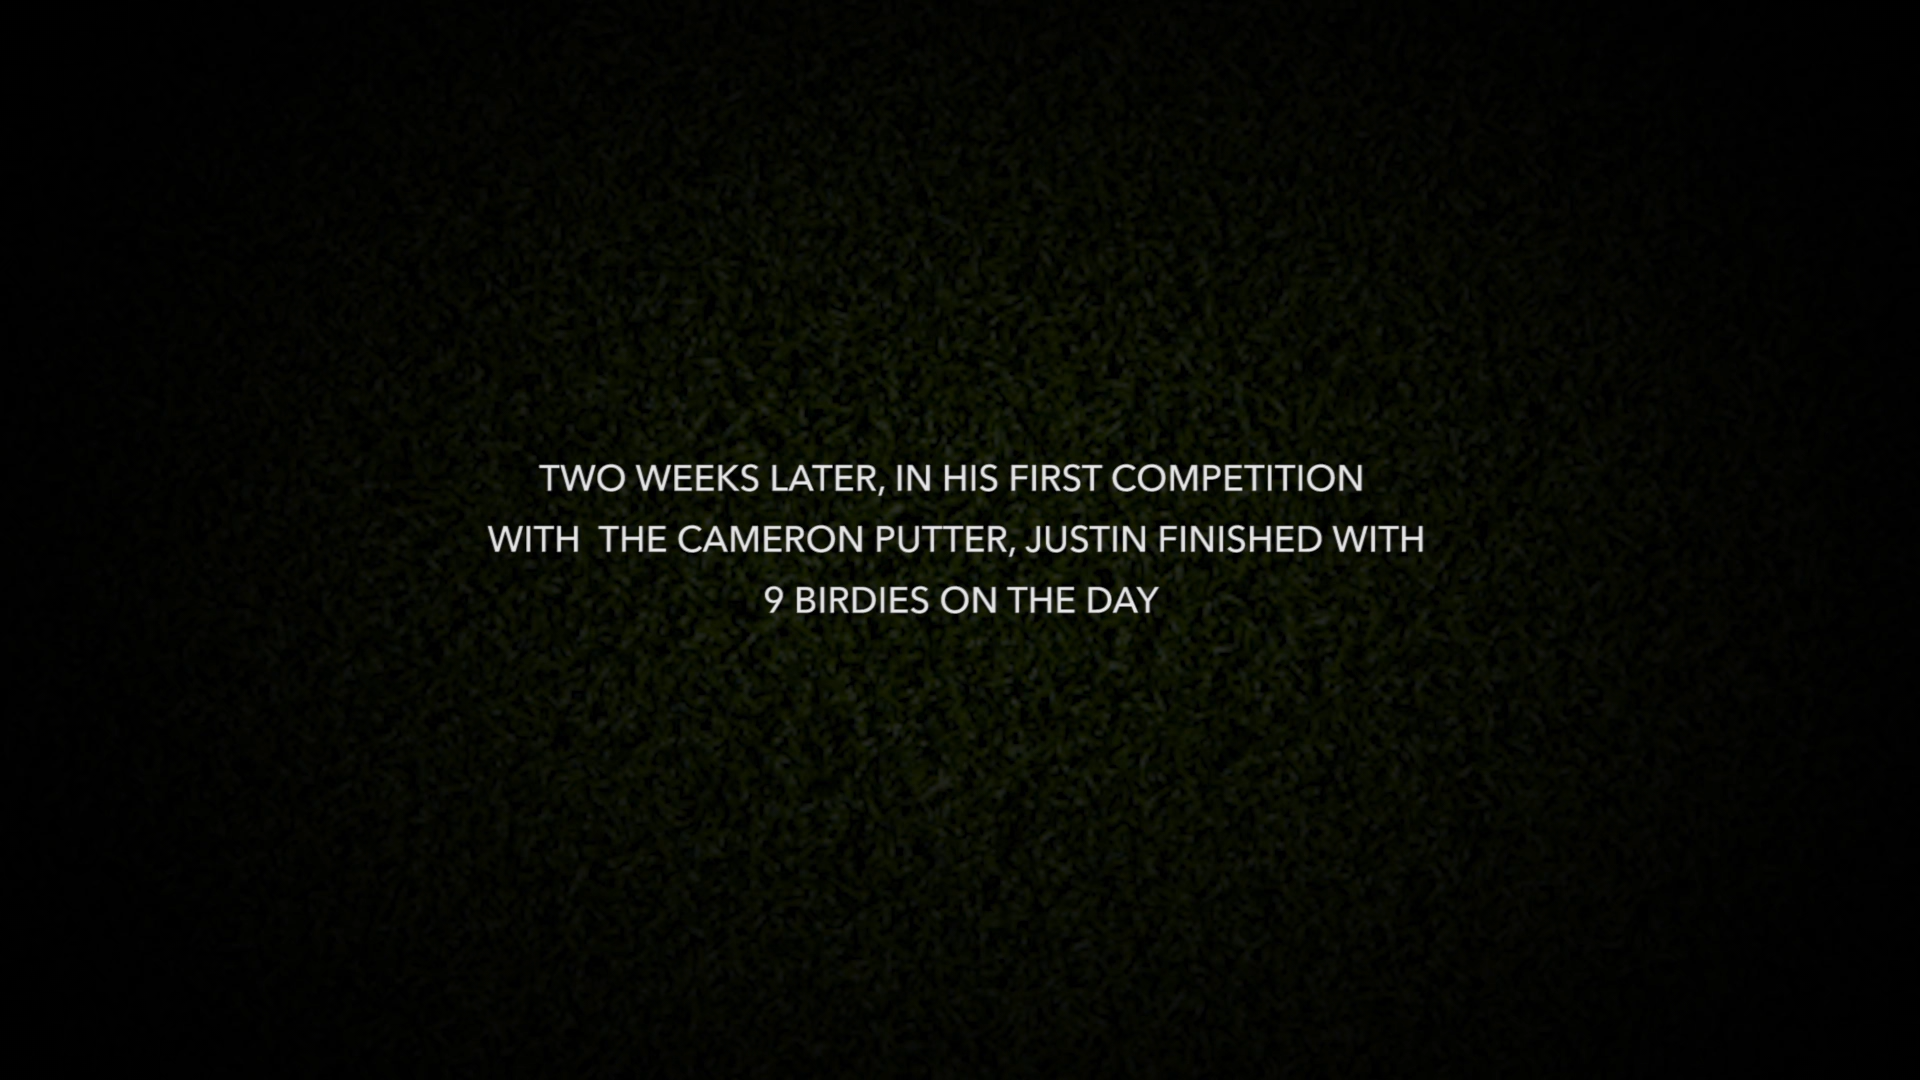 TWO WEEKS LATER, IN HIS FIRST COMPETITION
WITH  THE CAMERON PUTTER, JUSTIN FINISHED WITH
9 BIRDIES ON THE DAY